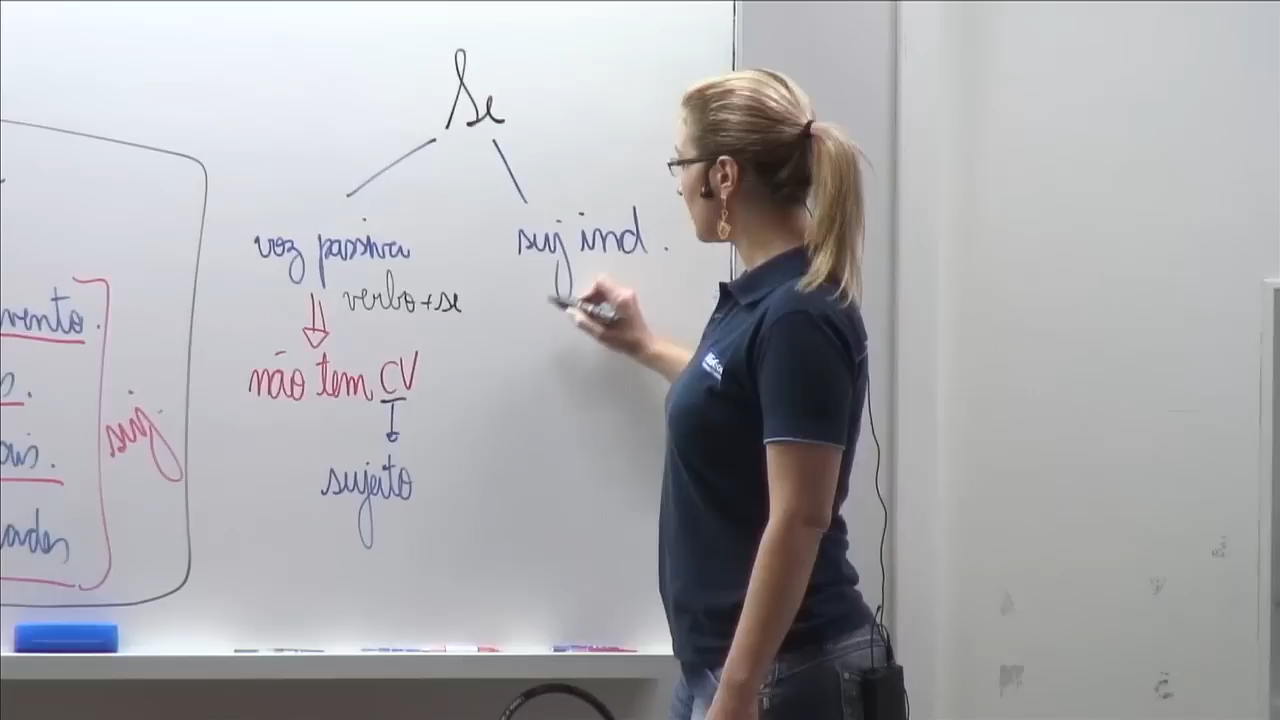 Se
voz passiva
suj ind.
verbo+se
não tem CV
sujeito
vento.
suj